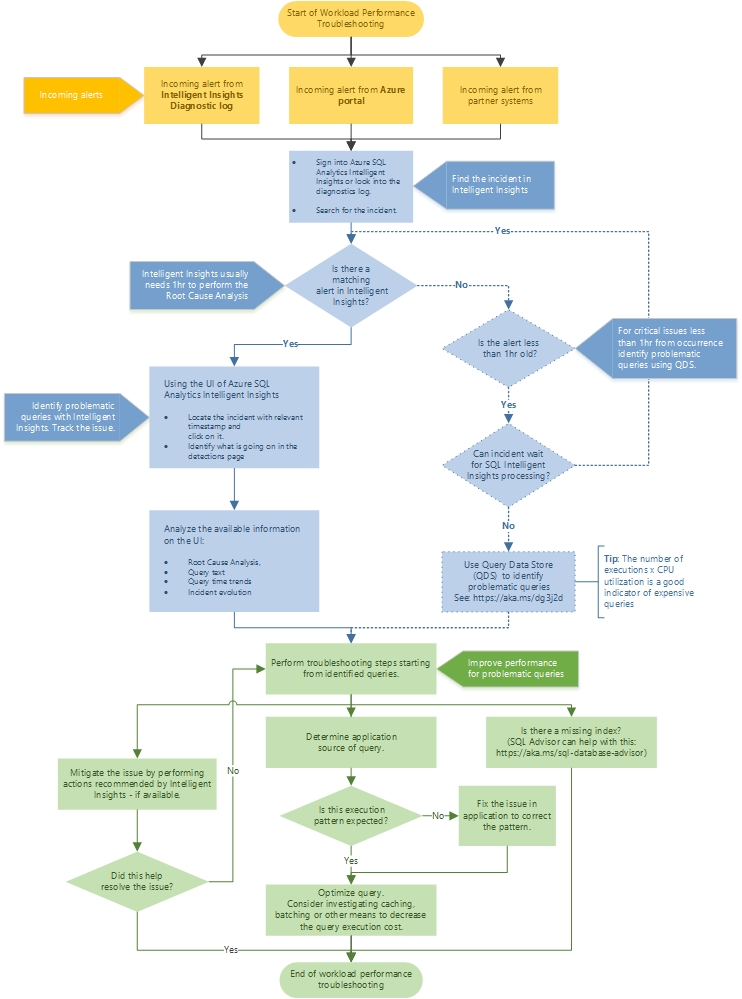 Start of Workload Performance
Troubleshooting
Incoming alerts
Incoming alert from
Intelligent Insights
Diagnostic log
Incoming alert from Azure
portal
Incoming alert from
partner systems
• Sign into Azure SQL
Analytics Intelligent
Insights or look into the
diagnostics log.
• Search for the incident.
Find the incident in
Intelligent Insights
Yes
Intelligent Insights usually
needs 1hr to perform the
Root Cause Analysis
Is there a
matching
alert in Intelligent
Insights?
No
Is the alert less
than 1hr old?
For critical issues less
than 1hr from occurrence
identify problematic
queries using QDS.
Yes
Identify problematic
queries with Intelligent
Insights. Track the issue.
Using the UI of Azure SQL
Analytics Intelligent Insights
• Locate the incident with relevant
timestamp and
click on it.
• Identify what is going on in the
detections page
Yes
Can incident wait
for SQL Intelligent
Insights processing?
No
Analyze the available information
on the UI:
• Root Cause Analysis,
• Query text
• Query time trends
• Incident evolution
Use Query Data Store
(QDS) to identify
problematic queries
See: https://aka.ms/dg3j2d
Tip: The number of
executions x CPU
utilization is a good
indicator of expensive
queries
Perform troubleshooting steps starting
from identified queries.
Improve performance
for problematic queries
Mitigate the issue by performing
actions recommended by Intelligent
Insights - if available.
No
Determine application
source of query.
Is there a missing index?
(SQL Advisor can help with this:
https://aka.ms/sql-database-advisor)
Is this execution
pattern expected?
No
Fix the issue in
application to correct
the pattern.
Yes
Did this help
resolve the issue?
Optimize query.
Consider investigating caching,
batching or other means to decrease
the query execution cost.
Yes
End of workload performance
troubleshooting